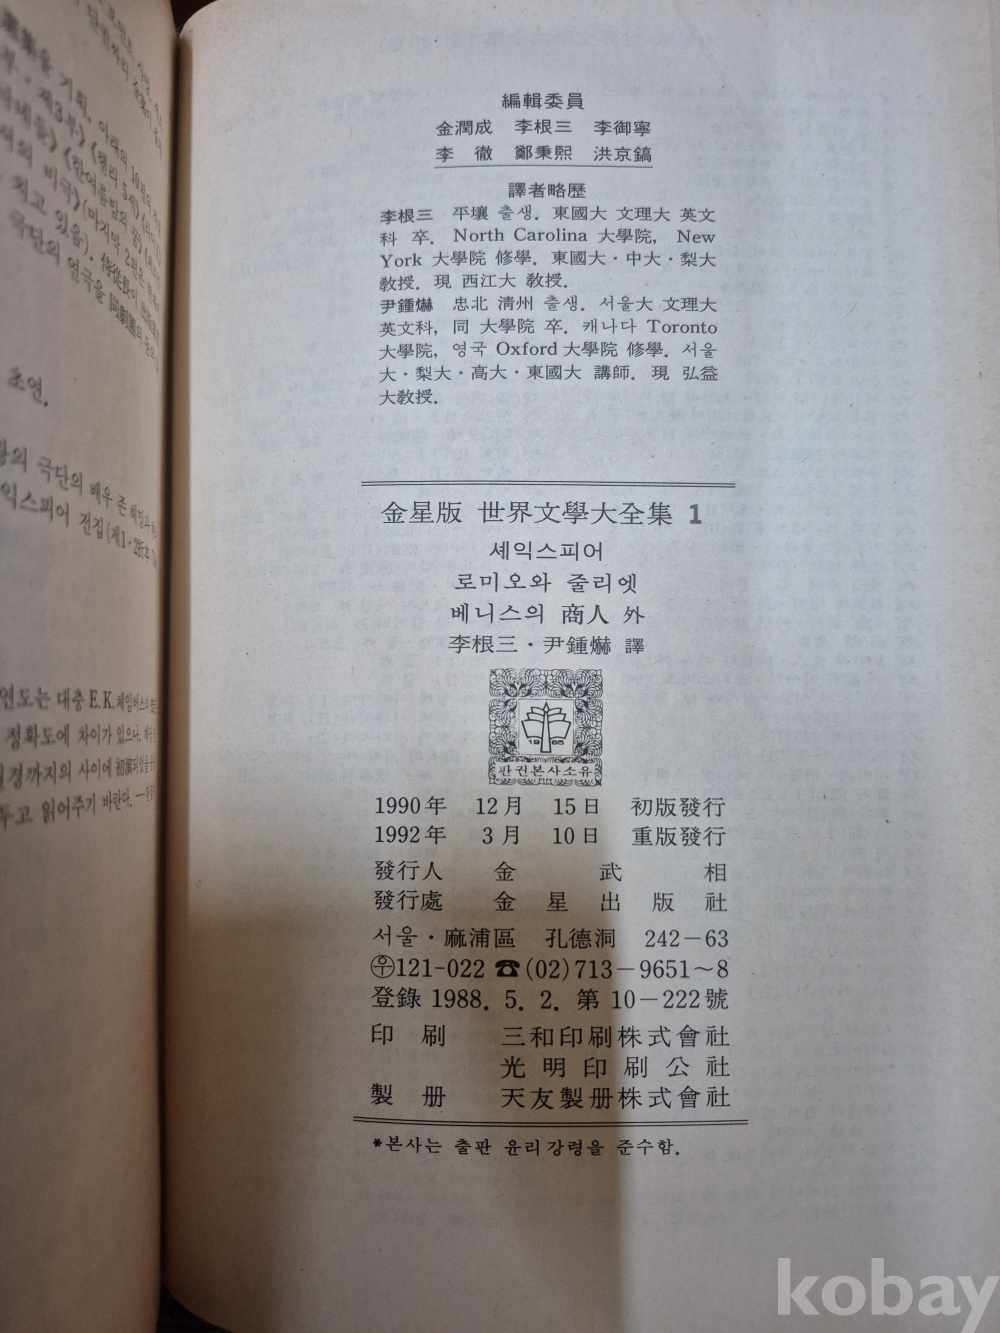 초연.
두고 읽어주기 바란다.
編輯委員
金潤成 李根三 李御寧
李 徹 鄭秉熙 洪京鎬
譯者略歷
李根三 平壤 출생. 東國大 文理大 英文
科 卒. North Carolina 大學院, New
York 大學院 修學. 東國大·中大·梨大
敎授. 現 西江大 敎授.
尹鍾爀 忠北 淸州 출생. 서울大 文理大
英文科, 同 大學院 卒. 캐나다 Toronto
大學院, 영국 Oxford 大學院 修學. 서울
大·梨大·高大·東國大 講師. 現 弘益
大敎授.
金星版 世界文學大全集 1
셰익스피어
로미오와 줄리엣
베니스의 商人 外
李根三·尹鍾爀 譯
1965
판권본사소유
1990年 12月 15日 初版發行
1992年 3月 10日 重版發行
發行人 金武相
發行處 金星出版社
서울·麻浦區 孔德洞 242-63
㉾121-022 ☎(02)713-9651~8
登錄 1988. 5. 2. 第 10-222號
印刷 三和印刷株式會社
光明印刷公社
製册 天友製册株式會社
*본사는 출판 윤리강령을 준수함.
kobay